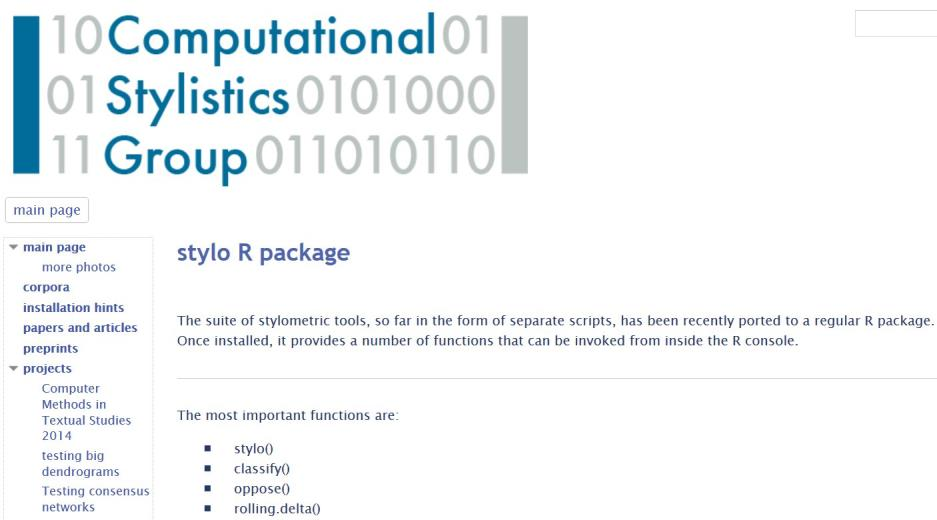 10 Computational 01
01 Stylistics 0101000
11 Group 011010110
main page
main page
more photos
corpora
installation hints
papers and articles
preprints
projects
Computer
Methods in
Textual Studies
2014
testing big
dendrograms
Testing consensus
networks
stylo R package
The suite of stylometric tools, so far in the form of separate scripts, has been recently ported to a regular R package.
Once installed, it provides a number of functions that can be invoked from inside the R console.
The most important functions are:
stylo()
classify()
oppose()
rolling.delta()